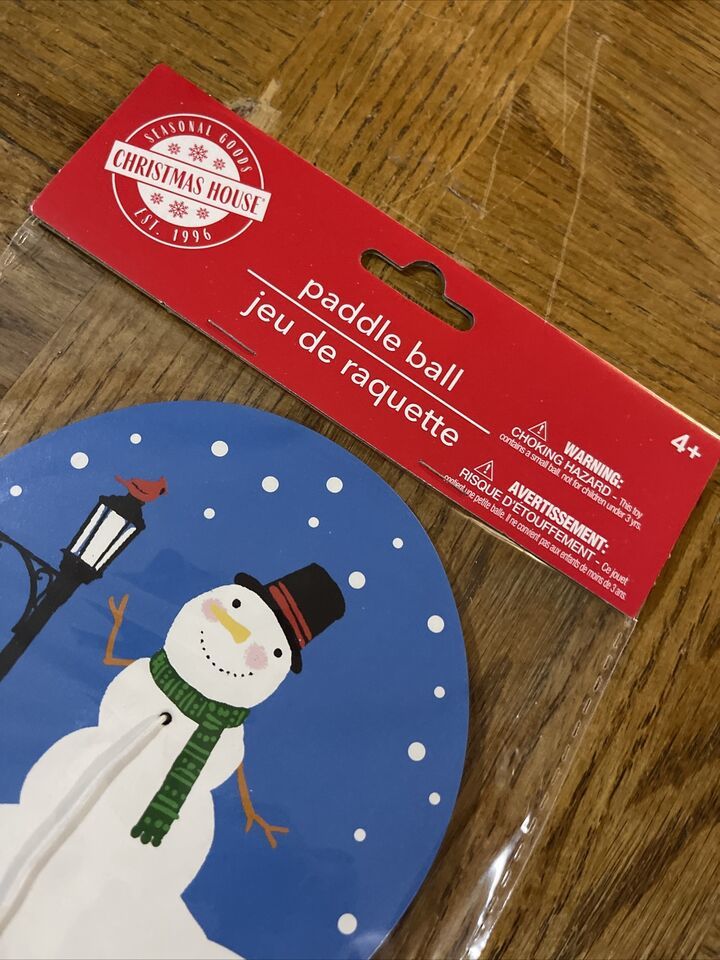 SEASONAL GOODS
CHRISTMAS HOUSE®
EST. 1996
paddle ball
jeu de raquette
4+
WARNING:
CHOKING HAZARD - This toy
contains a small ball. not for children under 3 yrs.
AVERTISSEMENT:
RISQUE D'ETOUFFEMENT - Ce jouet
contient une petite balle. Il ne convient pas aux enfants de moins de 3 ans.